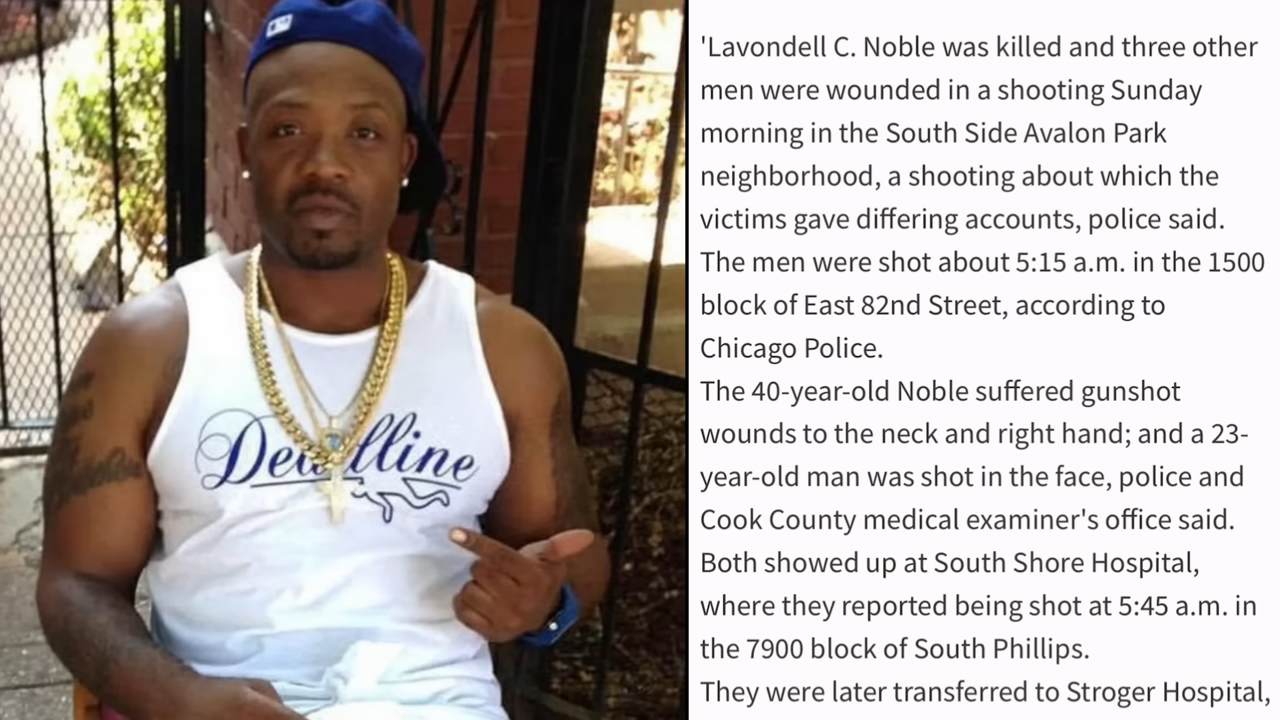 Deadline
'Lavondell C. Noble was killed and three other
men were wounded in a shooting Sunday
morning in the South Side Avalon Park
neighborhood, a shooting about which the
victims gave differing accounts, police said.
The men were shot about 5:15 a.m. in the 1500
block of East 82nd Street, according to
Chicago Police.
The 40-year-old Noble suffered gunshot
wounds to the neck and right hand; and a 23-
year-old man was shot in the face, police and
Cook County medical examiner's office said.
Both showed up at South Shore Hospital,
where they reported being shot at 5:45 a.m. in
the 7900 block of South Phillips.
They were later transferred to Stroger Hospital,